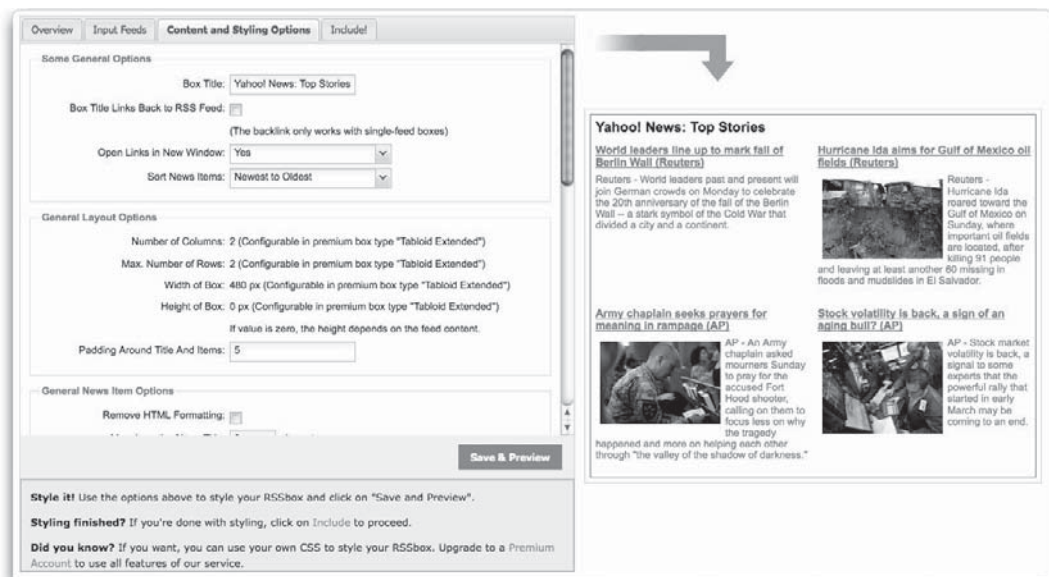 Overview Input Feeds Content and Styling Options Include!
Some General Options
Box Title: Yahoo! News: Top Stories
Box Title Links Back to RSS Feed:
(The backlink only works with single-feed boxes)
Open Links in New Window: Yes
Sort News Items: Newest to Oldest
General Layout Options
Number of Columns: 2 (Configurable in premium box type "Tabloid Extended")
Max. Number of Rows: 2 (Configurable in premium box type "Tabloid Extended")
Width of Box: 480 px (Configurable in premium box type "Tabloid Extended")
Height of Box: 0 px (Configurable in premium box type "Tabloid Extended")
If value is zero, the height depends on the feed content.
Padding Around Title And Items: 5
General News Item Options
Remove HTML Formatting:
Save & Preview
Style it! Use the options above to style your RSSbox and click on "Save and Preview".
Styling finished? If you're done with styling, click on Include to proceed.
Did you know? If you want, you can use your own CSS to style your RSSbox. Upgrade to a Premium
Account to use all features of our service.
Yahoo! News: Top Stories
World leaders line up to mark fall of
Berlin Wall (Reuters)
Reuters - World leaders past and present will
join German crowds on Monday to celebrate
the 20th anniversary of the fall of the Berlin
Wall -- a stark symbol of the Cold War that
divided a city and a continent.
Hurricane Ida aims for Gulf of Mexico oil
fields (Reuters)
Reuters -
Hurricane Ida
roared toward the
Gulf of Mexico on
Sunday, where
important oil fields
are located, after
killing 91 people
and leaving at least another 60 missing in
floods and mudslides in El Salvador.
Army chaplain seeks prayers for
meaning in rampage (AP)
AP - An Army
chaplain asked
mourners Sunday
to pray for the
accused Fort
Hood shooter,
calling on them to
focus less on why
the tragedy
happened and more on helping each other
through "the valley of the shadow of darkness."
Stock volatility is back, a sign of an
aging bull? (AP)
AP - Stock market
volatility is back, a
signal to some
experts that the
powerful rally that
started in early
March may be
coming to an end.